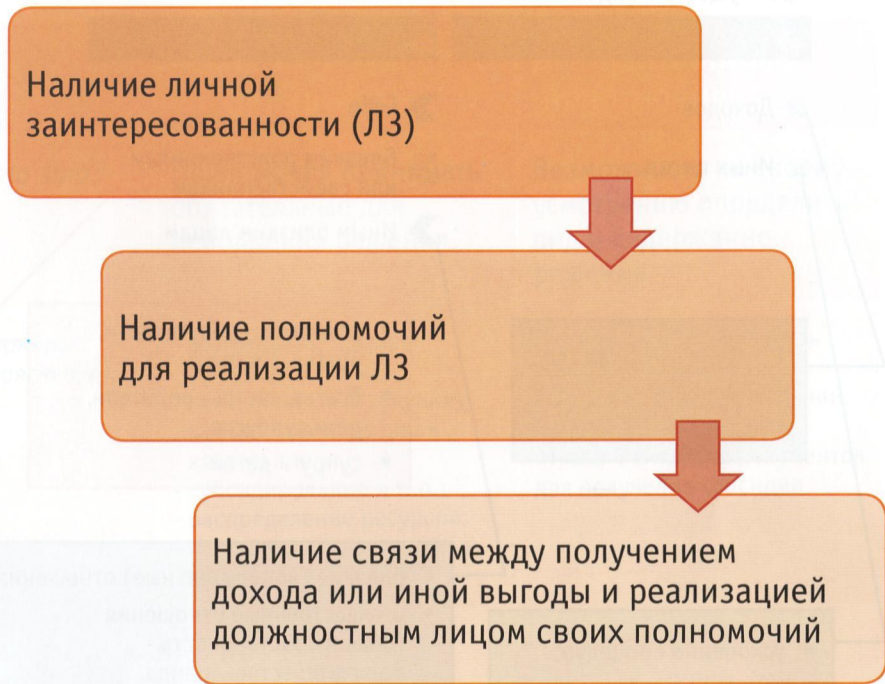 Наличие личной
заинтересованности (ЛЗ)
Наличие полномочий
для реализации ЛЗ
Наличие связи между получением
дохода или иной выгоды и реализацией
должностным лицом своих полномочий